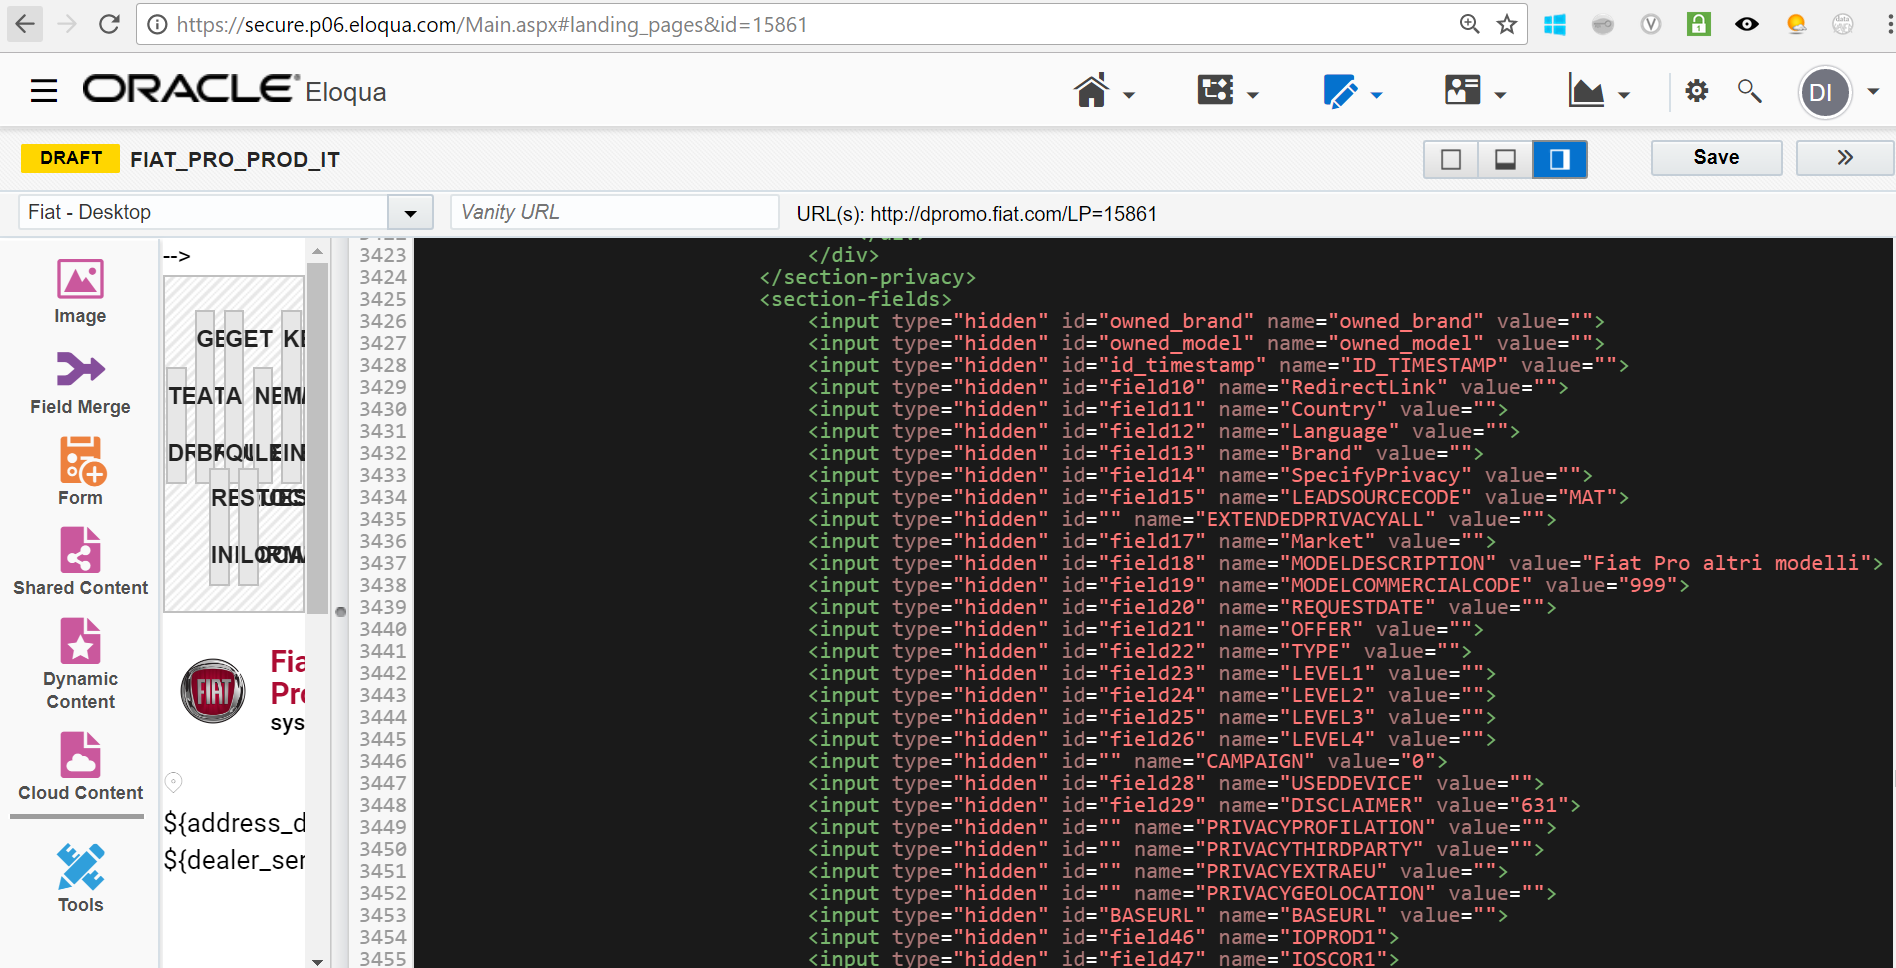 https://secure.p06.eloqua.com/Main.aspx#landing_pages&id=15861
ORACLE Eloqua
DI
DRAFT FIAT_PRO_PROD_IT
Save
Fiat - Desktop
Vanity URL
URL(s): http://dpromo.fiat.com/LP=15861
Image
Field Merge
Form
Shared Content
Dynamic
Content
Cloud Content
Tools
-->
FIAT
Fia
Pro
sys
${address_d
${dealer_ser
3423 </div>
3424 </section-privacy>
3425 <section-fields>
3426 <input type="hidden" id="owned_brand" name="owned_brand" value="">
3427 <input type="hidden" id="owned_model" name="owned_model" value="">
3428 <input type="hidden" id="id_timestamp" name="ID_TIMESTAMP" value="">
3429 <input type="hidden" id="field10" name="RedirectLink" value="">
3430 <input type="hidden" id="field11" name="Country" value="">
3431 <input type="hidden" id="field12" name="Language" value="">
3432 <input type="hidden" id="field13" name="Brand" value="">
3433 <input type="hidden" id="field14" name="SpecifyPrivacy" value="">
3434 <input type="hidden" id="field15" name="LEADSOURCECODE" value="MAT">
3435 <input type="hidden" id="" name="EXTENDEDPRIVACYALL" value="">
3436 <input type="hidden" id="field17" name="Market" value="">
3437 <input type="hidden" id="field18" name="MODELDESCRIPTION" value="Fiat Pro altri modelli">
3438 <input type="hidden" id="field19" name="MODELCOMMERCIALCODE" value="999">
3439 <input type="hidden" id="field20" name="REQUESTDATE" value="">
3440 <input type="hidden" id="field21" name="OFFER" value="">
3441 <input type="hidden" id="field22" name="TYPE" value="">
3442 <input type="hidden" id="field23" name="LEVEL1" value="">
3443 <input type="hidden" id="field24" name="LEVEL2" value="">
3444 <input type="hidden" id="field25" name="LEVEL3" value="">
3445 <input type="hidden" id="field26" name="LEVEL4" value="">
3446 <input type="hidden" id="" name="CAMPAIGN" value="0">
3447 <input type="hidden" id="field28" name="USEDDEVICE" value="">
3448 <input type="hidden" id="field29" name="DISCLAIMER" value="631">
3449 <input type="hidden" id="" name="PRIVACYPROFILATION" value="">
3450 <input type="hidden" id="" name="PRIVACYTHIRDPARTY" value="">
3451 <input type="hidden" id="" name="PRIVACYEXTRAEU" value="">
3452 <input type="hidden" id="" name="PRIVACYGEOLOCATION" value="">
3453 <input type="hidden" id="BASEURL" name="BASEURL" value="">
3454 <input type="hidden" id="field46" name="IOPROD1">
3455 <input type="hidden" id="field47" name="IOSCOR1">